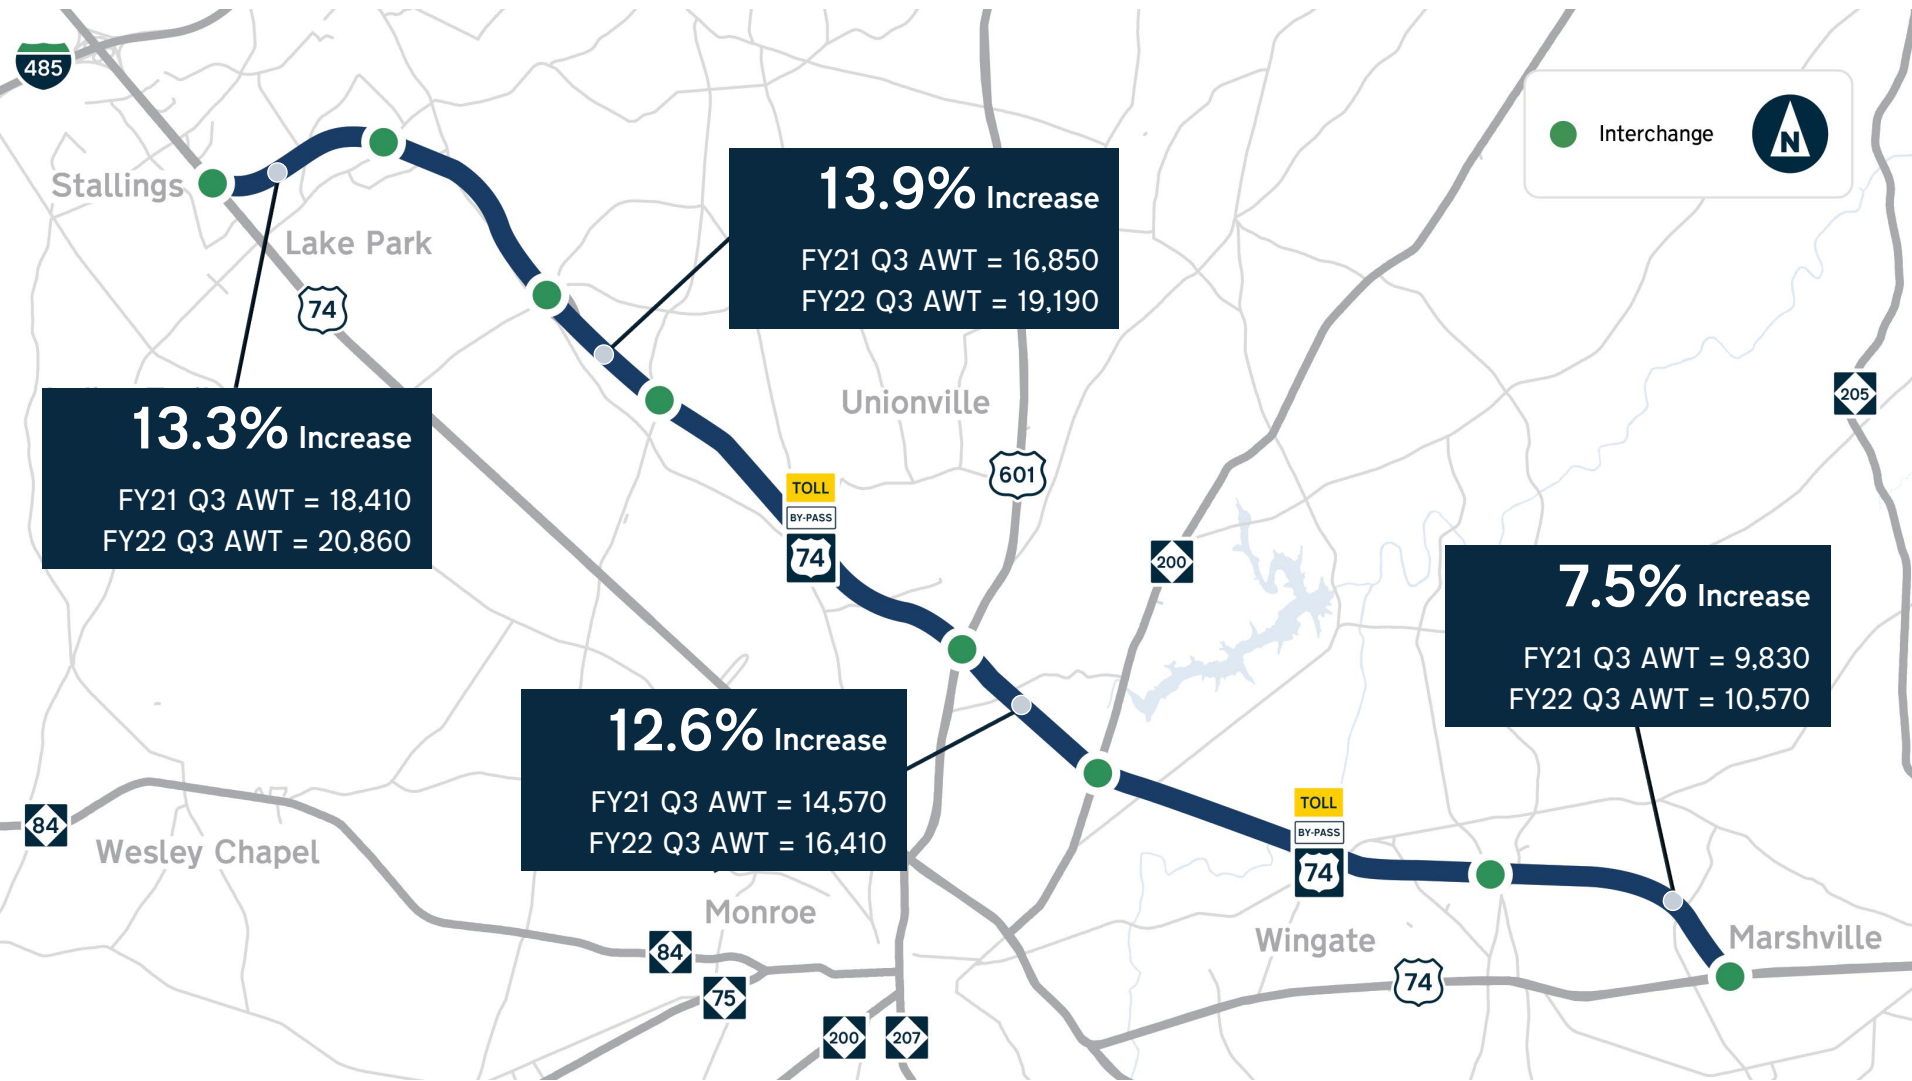 485
Interchange
N
Stallings
Lake Park
74
13.9% Increase
FY21 Q3 AWT = 16,850
FY22 Q3 AWT = 19,190
13.3% Increase
FY21 Q3 AWT = 18,410
FY22 Q3 AWT = 20,860
Unionville
601
205
TOLL
BY-PASS
74
200
7.5% Increase
FY21 Q3 AWT = 9,830
FY22 Q3 AWT = 10,570
12.6% Increase
FY21 Q3 AWT = 14,570
FY22 Q3 AWT = 16,410
TOLL
BY-PASS
74
84
Wesley Chapel
Monroe
84
75
200
207
Wingate
74
Marshville